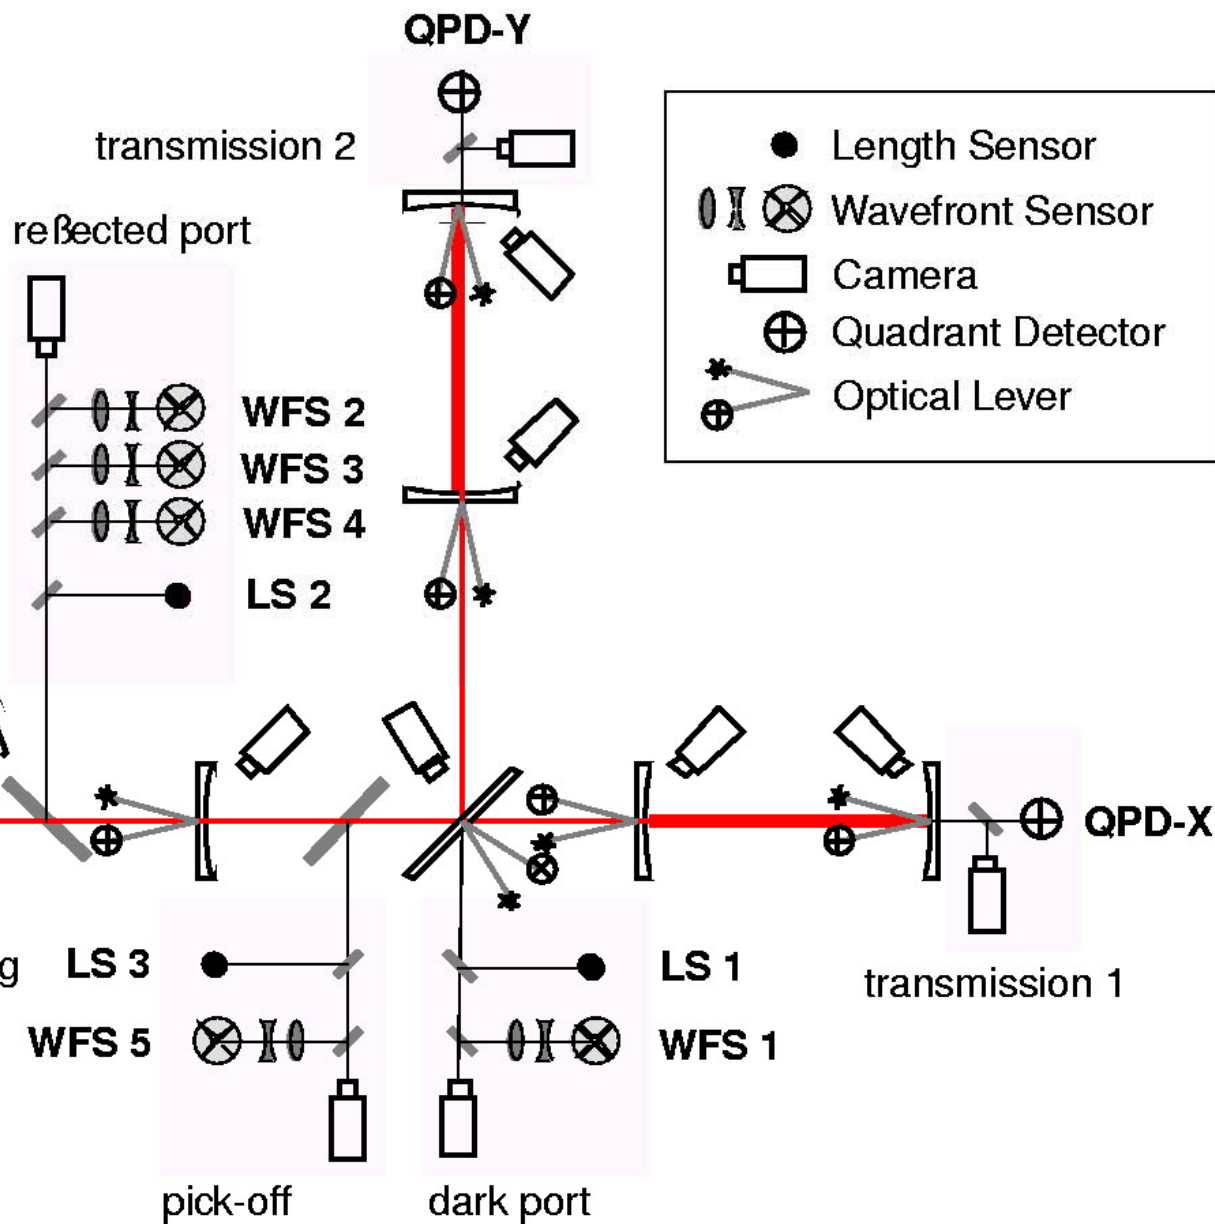 QPD-Y
transmission 2
Length Sensor
Wavefront Sensor
Camera
Quadrant Detector
Optical Lever
reßected port
WFS 2
WFS 3
WFS 4
LS 2
QPD-X
transmission 1
g
LS 3
WFS 5
LS 1
WFS 1
pick-off
dark port